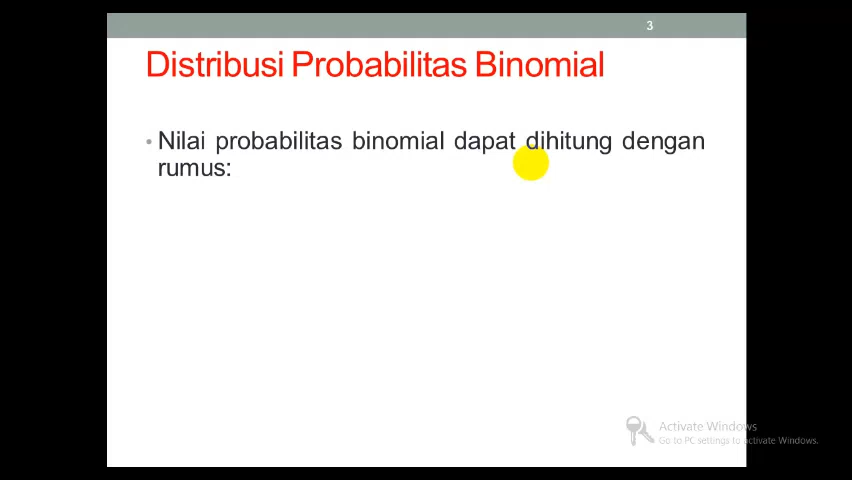 3
Distribusi Probabilitas Binomial
• Nilai probabilitas binomial dapat dihitung dengan
rumus:
Activate Windows
Go to PC settings to activate Windows.